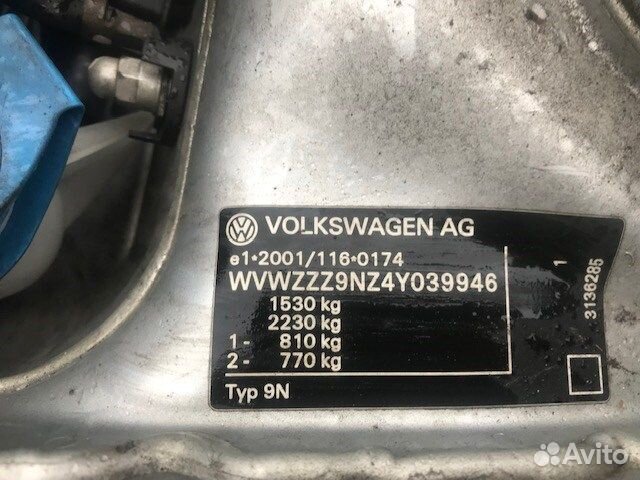 VOLKSWAGEN AG
e1*2001/116*0174
WVWZZZ9NZ4Y039946
1530 kg
2230 kg
1- 810 kg
2- 770 kg
Typ 9N
1
3136285
Avito